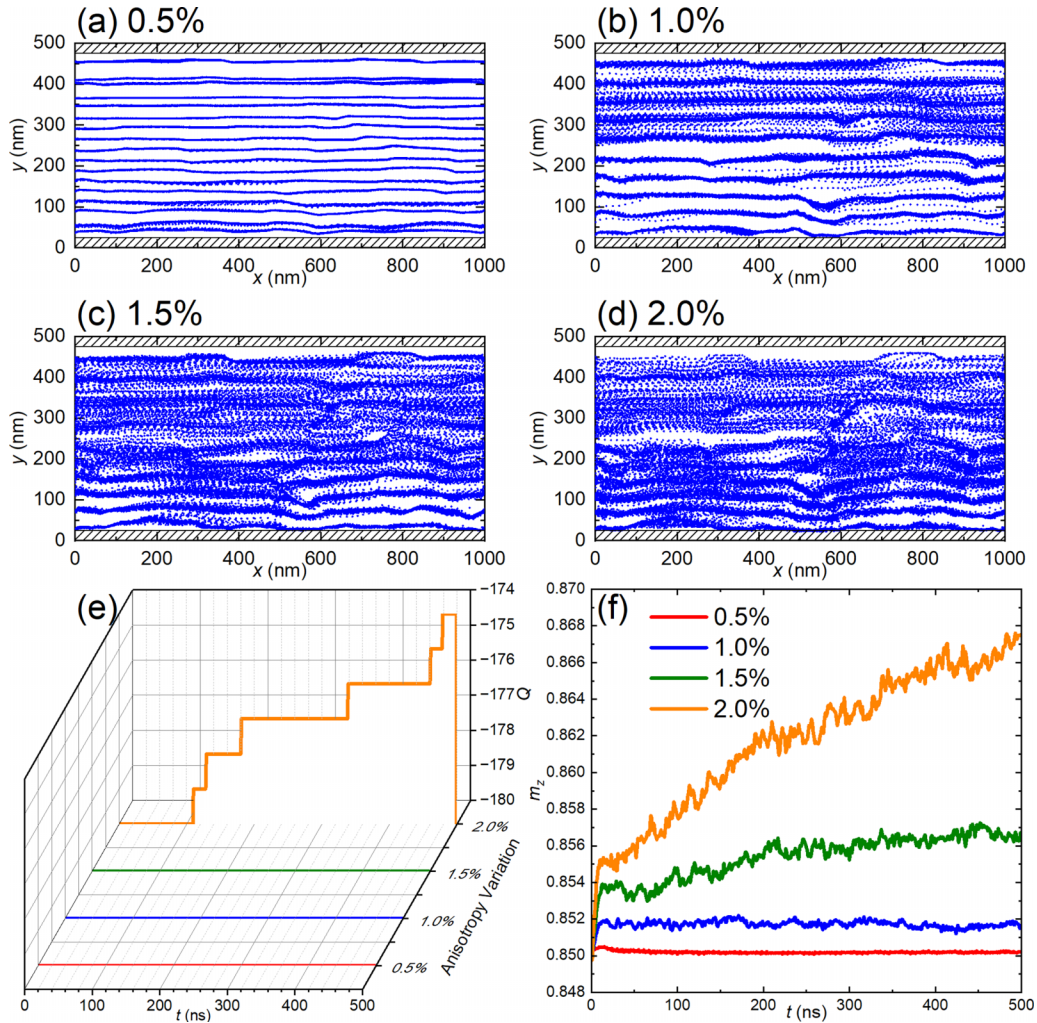 (a) 0.5%
(b) 1.0%
500
400
300
200
100
0
y (nm)
0 200 400 600 800 1000
x (nm)
500
400
300
200
100
0
y (nm)
0 200 400 600 800 1000
x (nm)
(c) 1.5%
(d) 2.0%
500
400
300
200
100
0
y (nm)
0 200 400 600 800 1000
x (nm)
500
400
300
200
100
0
y (nm)
0 200 400 600 800 1000
x (nm)
(e)
−174
−175
−176
−177
−178
−179
−180
Q
2.0%
1.5%
1.0%
0.5%
Anisotropy Variation
0 100 200 300 400 500
t (ns)
(f)
0.5%
1.0%
1.5%
2.0%
0.870
0.868
0.866
0.864
0.862
0.860
0.858
0.856
0.854
0.852
0.850
0.848
mz
0 100 200 300 400 500
t (ns)